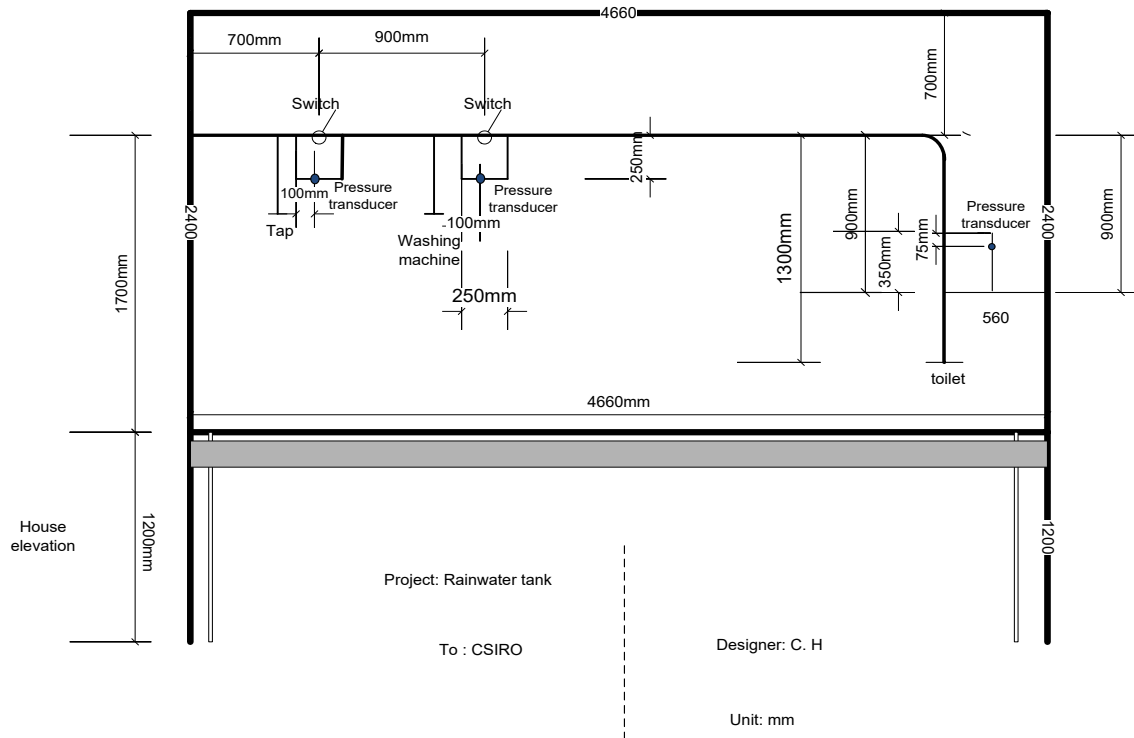 4660
700mm
900mm
700mm
Switch
Switch
250mm
100mm
Pressure
transducer
Pressure
transducer
-100mm
Pressure
transducer
2400
2400
Tap
Washing
machine
1300mm
900mm
350mm
75mm
900mm
1700mm
250mm
560
toilet
4660mm
House
elevation
1200mm
1200
Project: Rainwater tank
To : CSIRO
Designer: C. H
Unit: mm